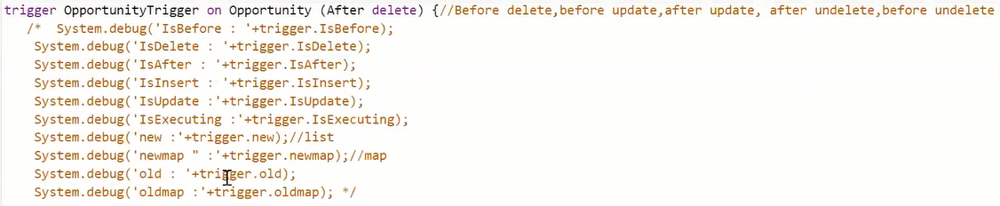 trigger OpportunityTrigger on Opportunity (After delete) {//Before delete,before update,after update, after undelete,before undelete
/*  System.debug('IsBefore : '+trigger.IsBefore);
System.debug('IsDelete : '+trigger.IsDelete);
System.debug('IsAfter : '+trigger.IsAfter);
System.debug('IsInsert : '+trigger.IsInsert);
System.debug('IsUpdate :'+trigger.IsUpdate);
System.debug('IsExecuting :'+trigger.IsExecuting);
System.debug('new :'+trigger.new);//list
System.debug('newmap " :'+trigger.newmap);//map
System.debug('old : '+trigger.old);
System.debug('oldmap :'+trigger.oldmap); */